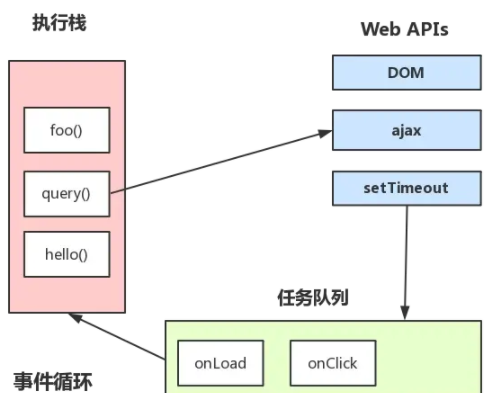 执行栈
Web APIs
DOM
foo()
ajax
query()
setTimeout
hello()
任务队列
onLoad
onClick
事件循环